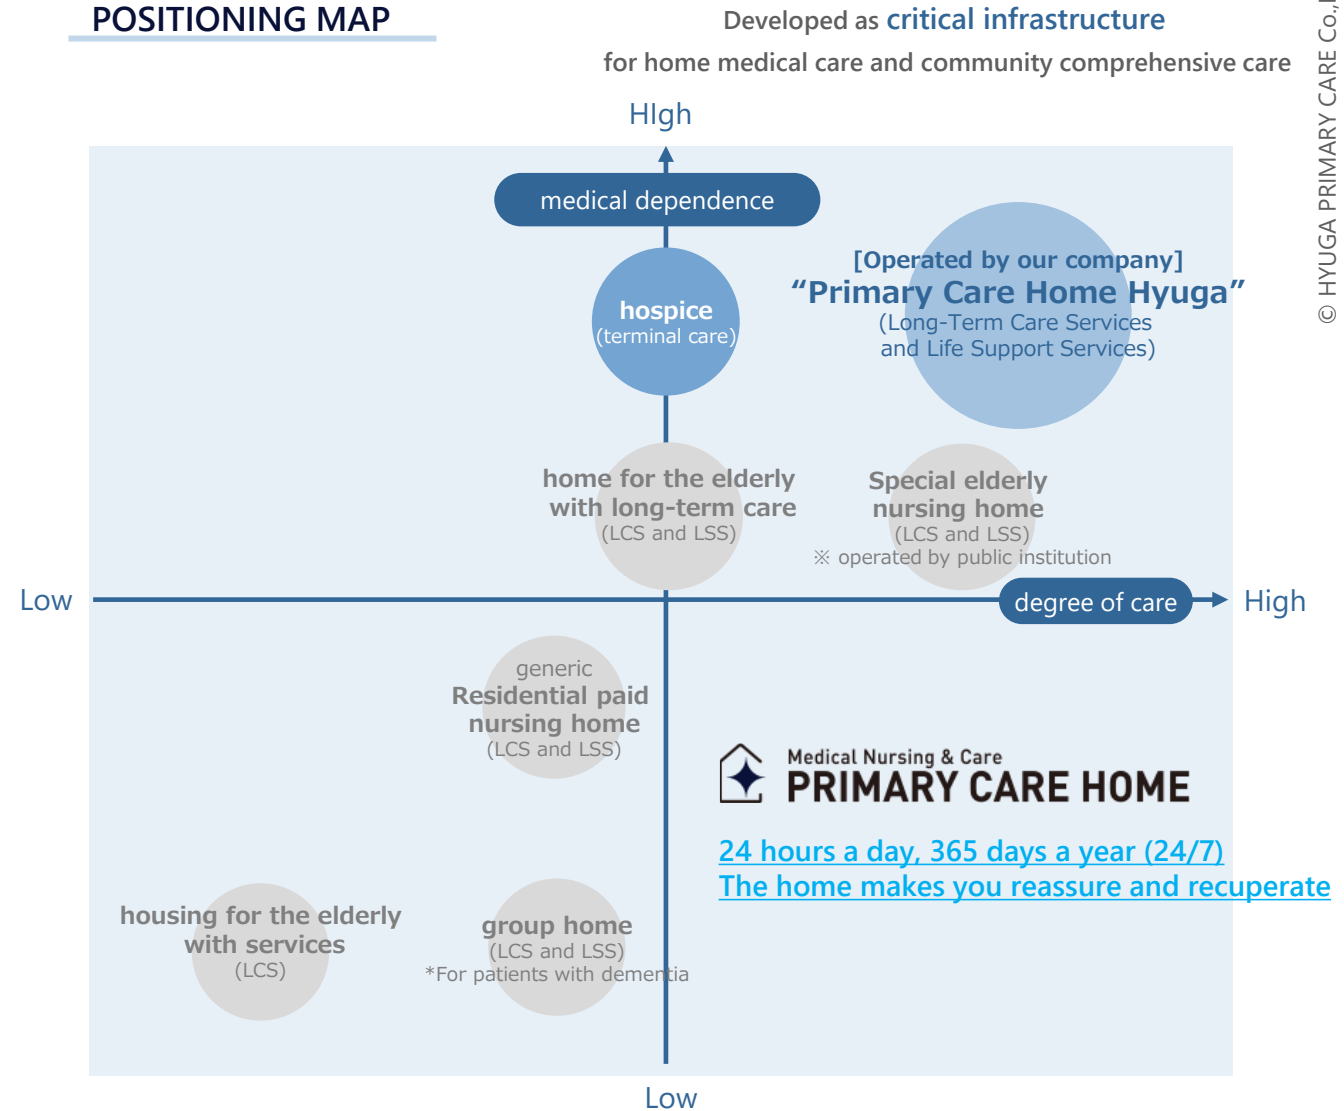 POSITIONING MAP
Developed as critical infrastructure
for home medical care and community comprehensive care
HIgh
medical dependence
[Operated by our company]
“Primary Care Home Hyuga”
(Long-Term Care Services
and Life Support Services)
hospice
(terminal care)
home for the elderly
with long-term care
(LCS and LSS)
Special elderly
nursing home
(LCS and LSS)
※ operated by public institution
Low
degree of care
High
generic
Residential paid
nursing home
(LCS and LSS)
Medical Nursing & Care
PRIMARY CARE HOME
24 hours a day, 365 days a year (24/7)
The home makes you reassure and recuperate
housing for the elderly
with services
(LCS)
group home
(LCS and LSS)
*For patients with dementia
Low
© HYUGA PRIMARY CARE Co.,